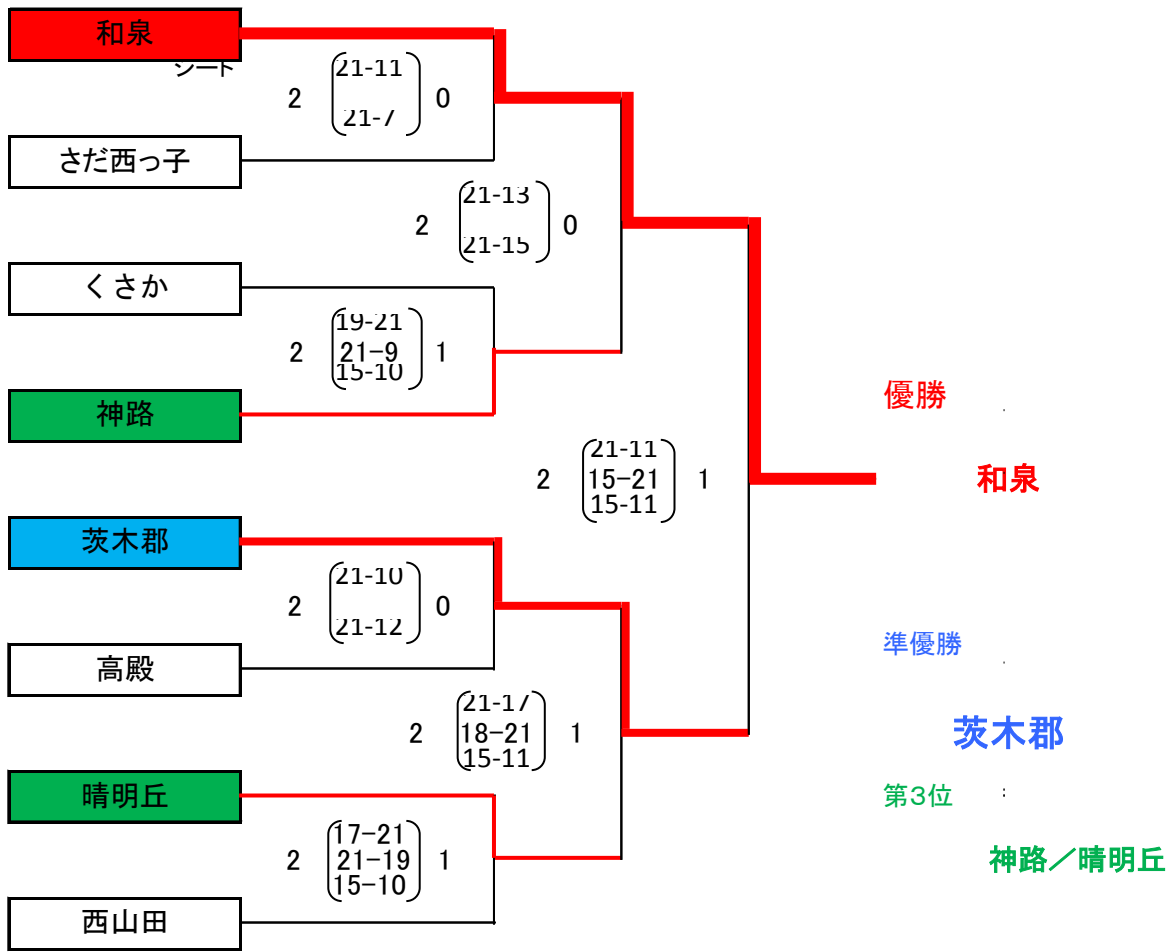 和泉
シート
2 21-11 0
21-7
さだ西っ子
2 21-13 0
21-15
くさか
19-21
2 21-9 1
15-10
神路
優勝
和泉
21-11
2 15-21 1
15-11
茨木郡
2 21-10 0
21-12
高殿
準優勝
茨木郡
21-17
2 18-21 1
15-11
晴明丘
第3位
神路/晴明丘
17-21
2 21-19 1
15-10
西山田